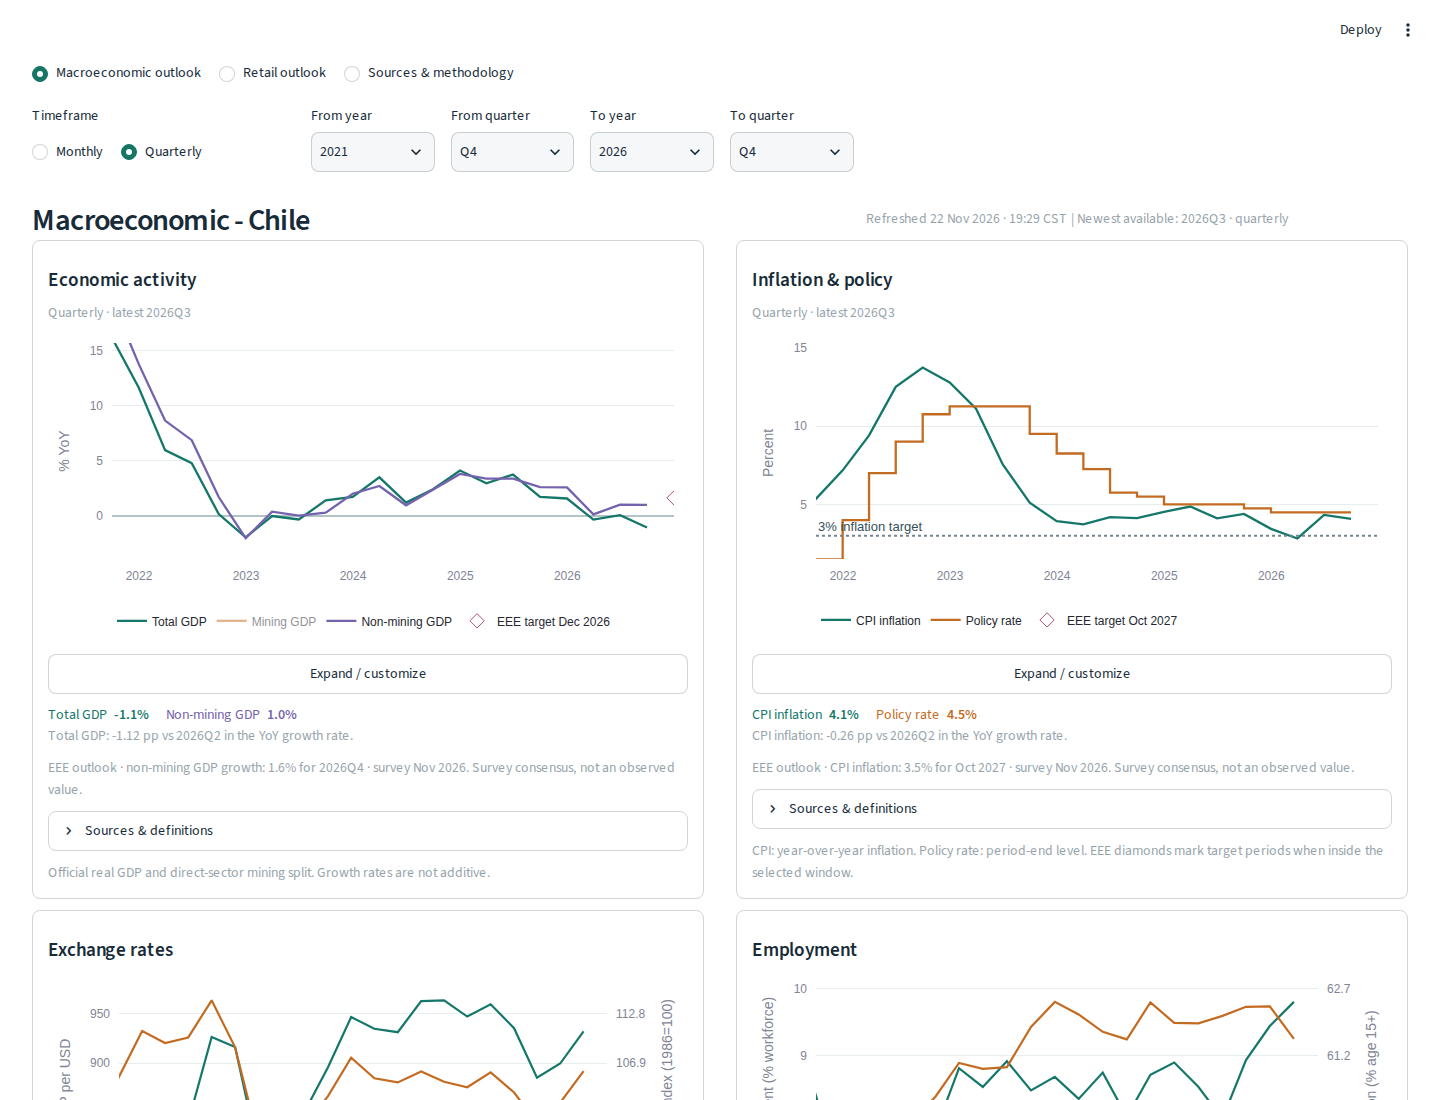 Deploy
Macroeconomic outlook Retail outlook Sources & methodology
Timeframe From year From quarter To year To quarter
Monthly Quarterly 2021 Q4 2026 Q4
Macroeconomic - Chile
Refreshed 22 Nov 2026 · 19:29 CST | Newest available: 2026Q3 · quarterly
Economic activity
Quarterly · latest 2026Q3
15
10
5
0
% YoY
2022 2023 2024 2025 2026
Total GDP Mining GDP Non-mining GDP EEE target Dec 2026
Expand / customize
Total GDP -1.1% Non-mining GDP 1.0%
Total GDP: -1.12 pp vs 2026Q2 in the YoY growth rate.
EEE outlook · non-mining GDP growth: 1.6% for 2026Q4 · survey Nov 2026. Survey consensus, not an observed
value.
Sources & definitions
Official real GDP and direct-sector mining split. Growth rates are not additive.
Inflation & policy
Quarterly · latest 2026Q3
15
10
5
Percent
3% inflation target
2022 2023 2024 2025 2026
CPI inflation Policy rate EEE target Oct 2027
Expand / customize
CPI inflation 4.1% Policy rate 4.5%
CPI inflation: -0.26 pp vs 2026Q2 in the YoY growth rate.
EEE outlook · CPI inflation: 3.5% for Oct 2027 · survey Nov 2026. Survey consensus, not an observed value.
Sources & definitions
CPI: year-over-year inflation. Policy rate: period-end level. EEE diamonds mark target periods when inside the
selected window.
Exchange rates
950
900
P per USD
112.8
106.9
ndex (1986=100)
Employment
10
9
ent (% workforce)
62.7
61.2
n (% age 15+)